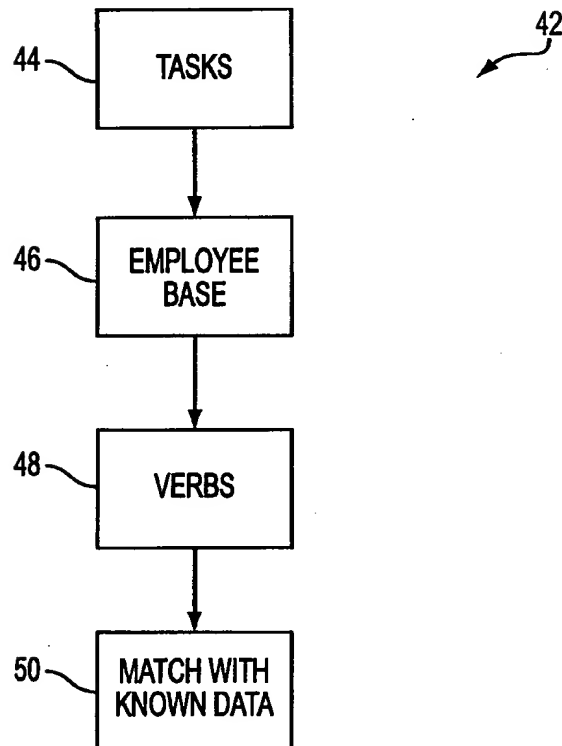 42
44
TASKS
46
EMPLOYEE
BASE
48
VERBS
50
MATCH WITH
KNOWN DATA